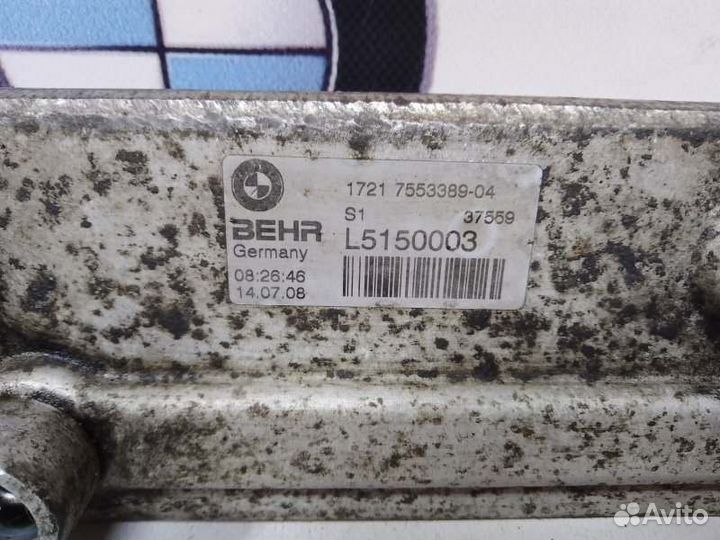 1721 7553389-04
S1 37559
BEHR L5150003
Germany
08:26:46
14.07.08
Avito